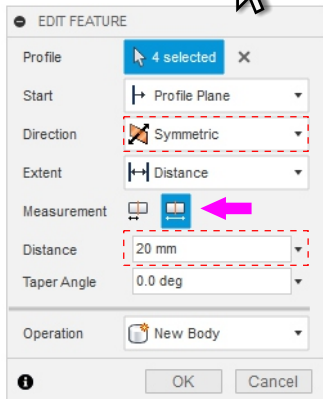 EDIT FEATURE
Profile 4 selected
Start Profile Plane
Direction Symmetric
Extent Distance
Measurement
Distance 20 mm
Taper Angle 0.0 deg
Operation New Body
OK Cancel